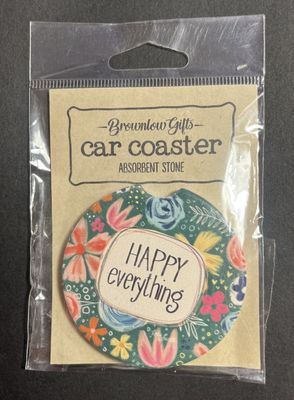 Brownlow Gifts
car coaster
ABSORBENT STONE
HAPPY
everything